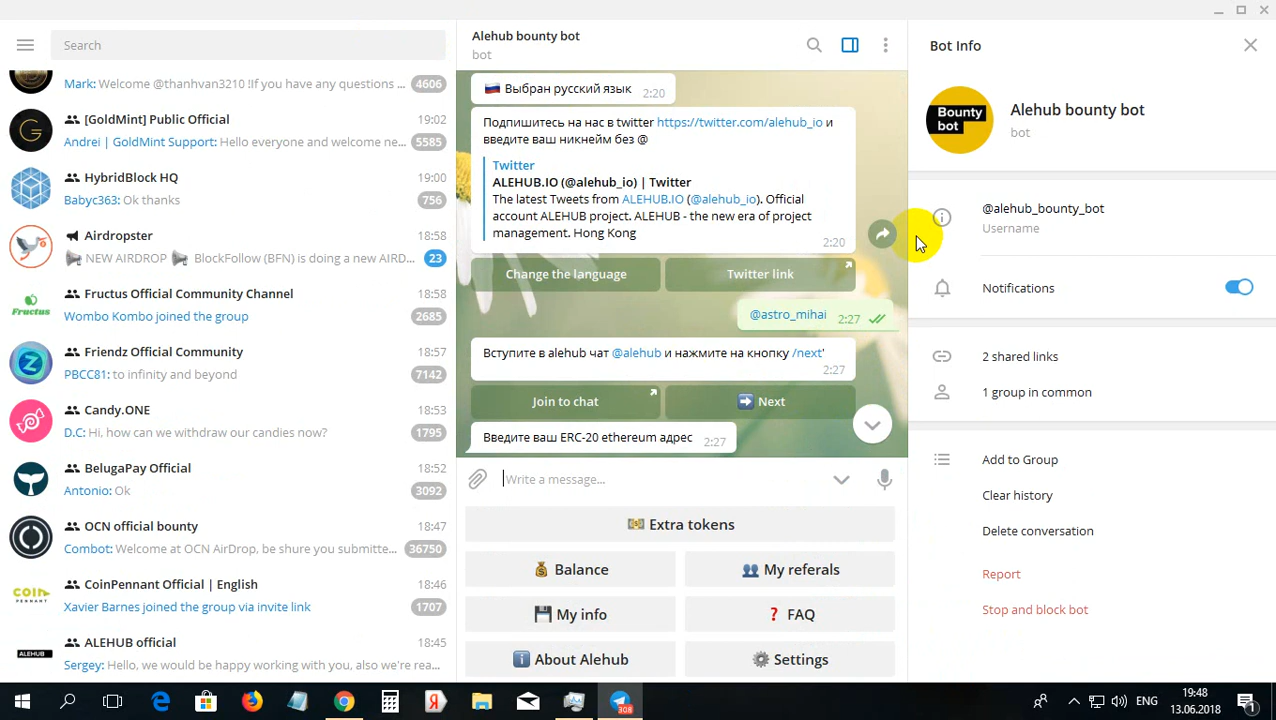 Search
Mark: Welcome @thanhvan3210 !If you have any questions ...
4606
[GoldMint] Public Official
19:02
Andrei | GoldMint Support: Hello everyone and welcome ne...
5585
HybridBlock HQ
19:00
Babyc363: Ok thanks
756
Airdropster
18:58
NEW AIRDROP BlockFollow (BFN) is doing a new AIRD...
23
Fructus Official Community Channel
18:58
Wombo Kombo joined the group
2685
Fructus
Friendz Official Community
18:57
PBCC81: to infinity and beyond
7142
Candy.ONE
18:53
D.C: Hi, how can we withdraw our candies now?
1795
BelugaPay Official
18:52
Antonio: Ok
3092
OCN official bounty
18:47
Combot: Welcome at OCN AirDrop, be shure you submitte...
36750
CoinPennant Official | English
18:46
Xavier Barnes joined the group via invite link
1707
COIN
PENNANT
ALEHUB official
18:45
Sergey: Hello, we would be happy working with you, also we're rea...
ALEHUB
Alehub bounty bot
bot
Выбран русский язык 2:20
Подпишитесь на нас в twitter https://twitter.com/alehub_io и
введите ваш никнейм без @
Twitter
ALEHUB.IO (@alehub_io) | Twitter
The latest Tweets from ALEHUB.IO (@alehub_io). Official
account ALEHUB project. ALEHUB - the new era of project
management. Hong Kong
2:20
Change the language
Twitter link
@astro_mihai 2:27
Вступите в alehub чат @alehub и нажмите на кнопку /next'
2:27
Join to chat
Next
Введите ваш ERC-20 ethereum адрес 2:27
Write a message...
Extra tokens
Balance
My referals
My info
FAQ
About Alehub
Settings
Bot Info
Bounty
bot
Alehub bounty bot
bot
@alehub_bounty_bot
Username
Notifications
2 shared links
1 group in common
Add to Group
Clear history
Delete conversation
Report
Stop and block bot
308
ENG
19:48
13.06.2018
1